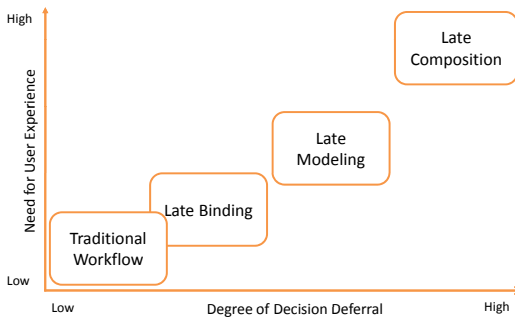 High
Late
Composition
Need for User Experience
Late
Modeling
Late Binding
Traditional
Workflow
Low
Low
Degree of Decision Deferral
High